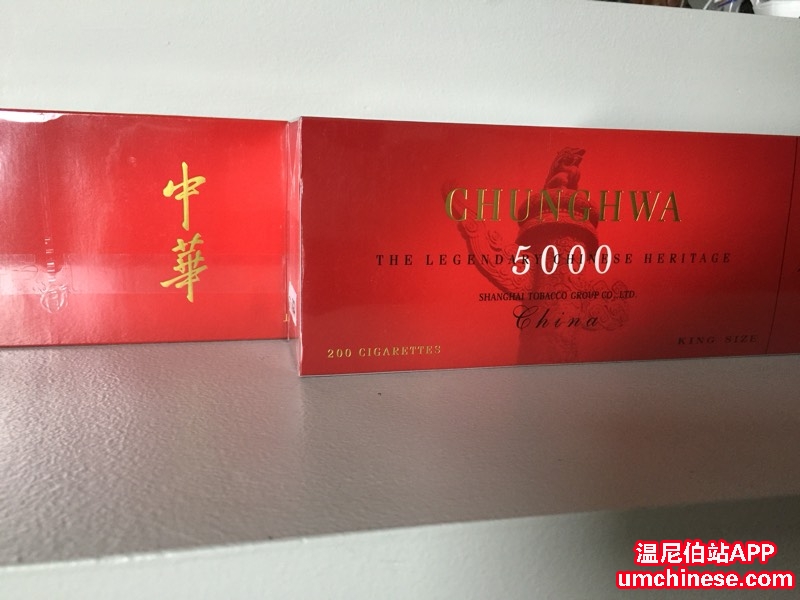 中華
CHUNGHWA
THE LEGENDARY CHINESE HERITAGE
5000
SHANGHAI TOBACCO GROUP CO., LTD.
China
200 CIGARETTES
KING SIZE
温尼伯站APP
umchinese.com